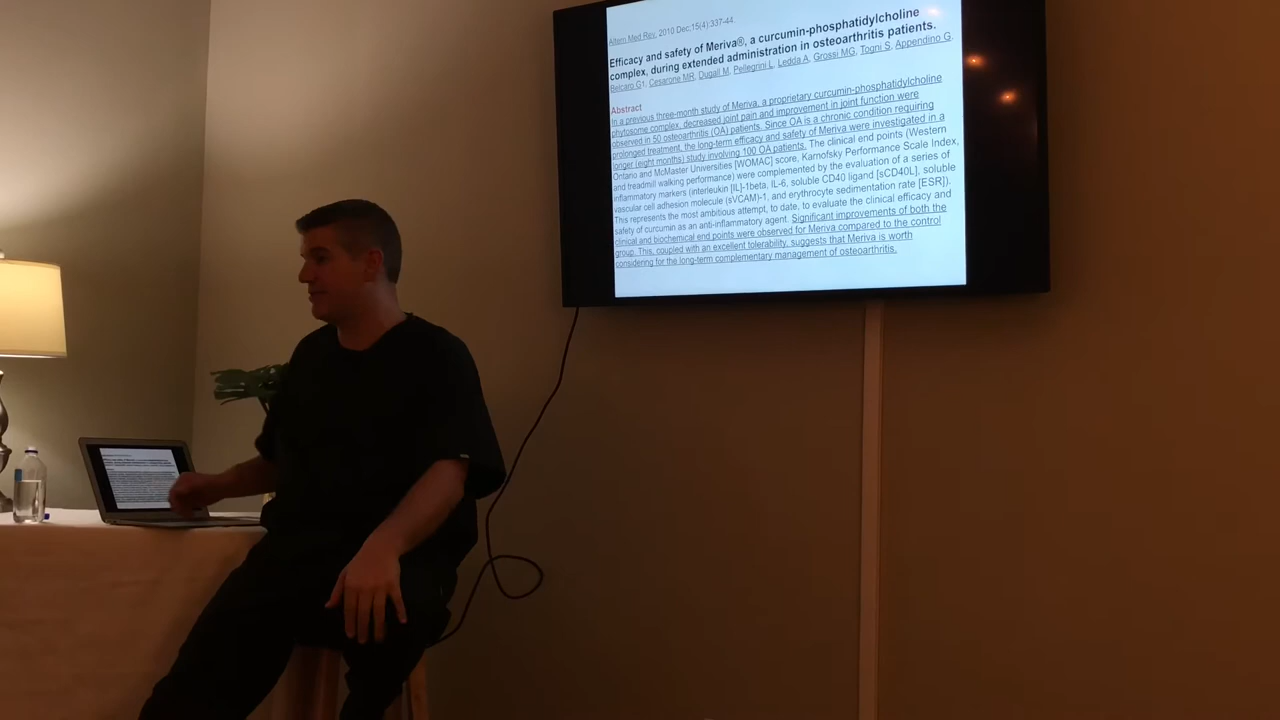 Altern Med Rev. 2010 Dec;15(4):337-44.
Efficacy and safety of Meriva®, a curcumin-phosphatidylcholine
complex, during extended administration in osteoarthritis patients.
Belcaro G1, Cesarone MR, Dugall M, Pellegrini L, Ledda A, Grossi MG, Togni S, Appendino G.
Abstract
In a previous three-month study of Meriva, a proprietary curcumin-phosphatidylcholine
phytosome complex, decreased joint pain and improvement in joint function were
observed in 50 osteoarthritis (OA) patients. Since OA is a chronic condition requiring
prolonged treatment, the long-term efficacy and safety of Meriva were investigated in a
longer (eight months) study involving 100 OA patients. The clinical end points (Western
Ontario and McMaster Universities [WOMAC] score, Karnofsky Performance Scale Index,
and treadmill walking performance) were complemented by the evaluation of a series of
inflammatory markers (interleukin [IL]-1beta, IL-6, soluble CD40 ligand [sCD40L], soluble
vascular cell adhesion molecule (sVCAM)-1, and erythrocyte sedimentation rate [ESR]).
This represents the most ambitious attempt, to date, to evaluate the clinical efficacy and
safety of curcumin as an anti-inflammatory agent. Significant improvements of both the
clinical and biochemical end points were observed for Meriva compared to the control
group. This, coupled with an excellent tolerability, suggests that Meriva is worth
considering for the long-term complementary management of osteoarthritis.